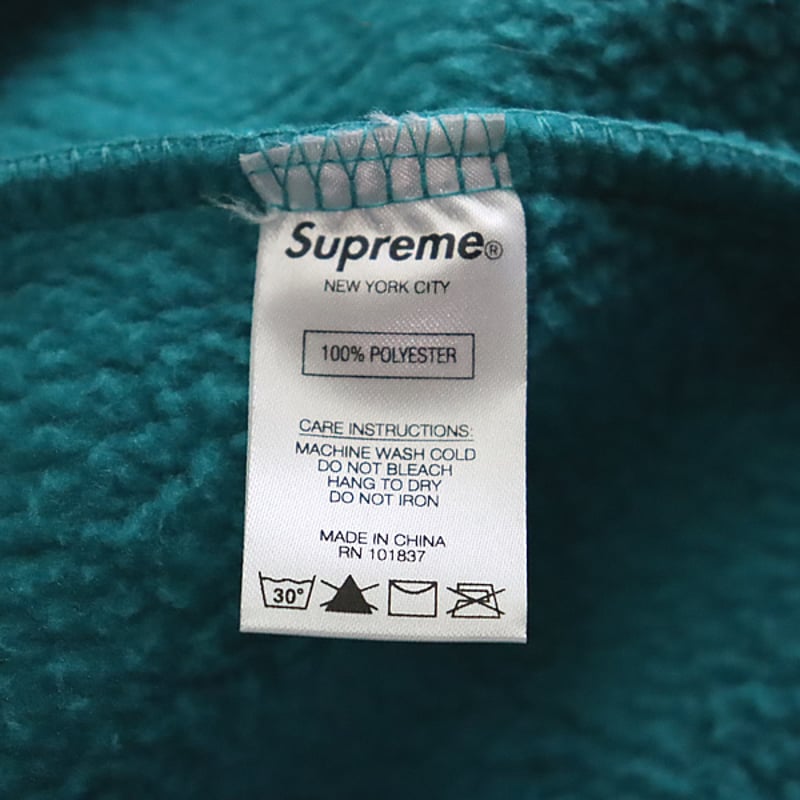 Supreme®
NEW YORK CITY
100% POLYESTER
CARE INSTRUCTIONS:
MACHINE WASH COLD
DO NOT BLEACH
HANG TO DRY
DO NOT IRON
MADE IN CHINA
RN 101837
30°